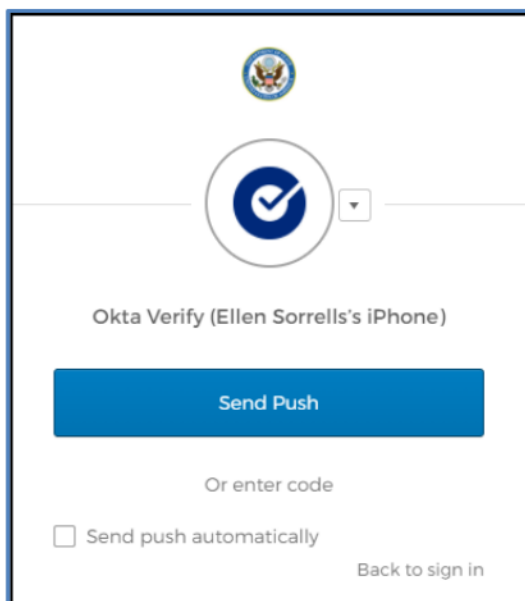 Okta Verify (Ellen Sorrells's iPhone)
Send Push
Or enter code
Send push automatically
Back to sign in